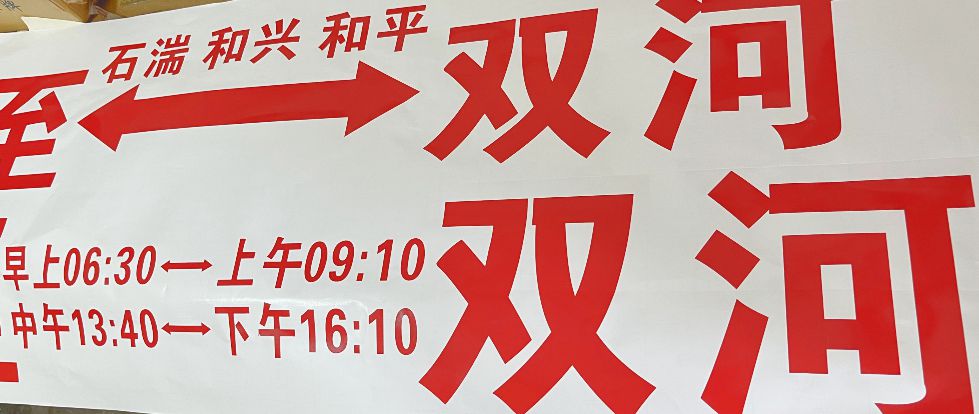 石湍 和兴 和平
至 双河
早上06:30 上午09:10
中午13:40 下午16:10
双河